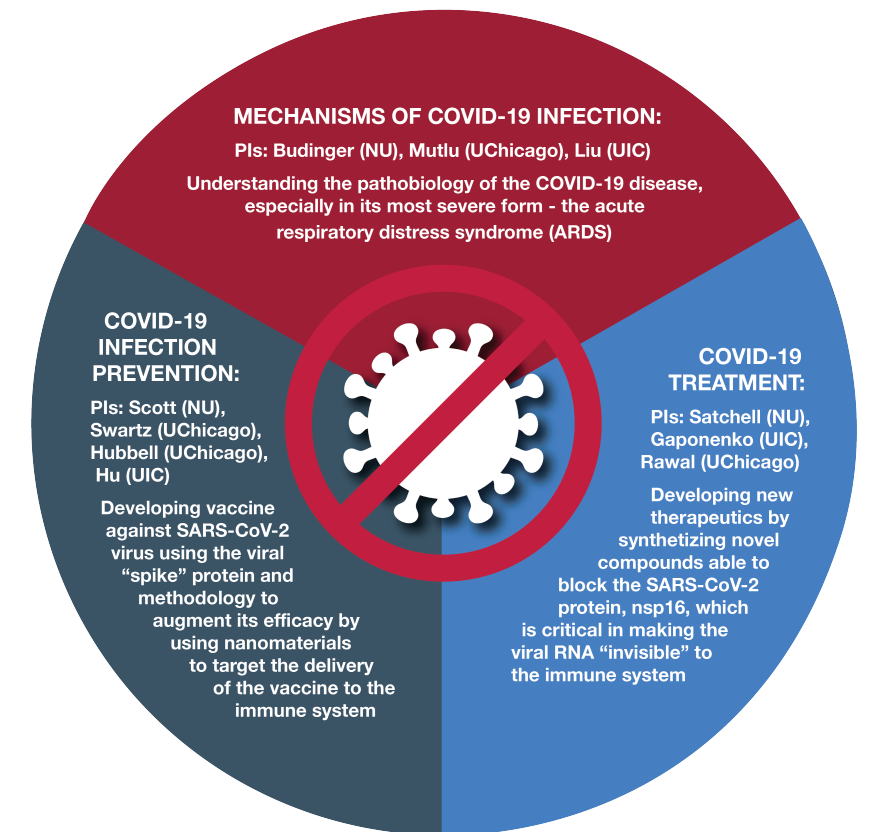 MECHANISMS OF COVID-19 INFECTION:
PIs: Budinger (NU), Mutlu (UChicago), Liu (UIC)
Understanding the pathobiology of the COVID-19 disease,
especially in its most severe form - the acute
respiratory distress syndrome (ARDS)
COVID-19
INFECTION
PREVENTION:
PIs: Scott (NU),
Swartz (UChicago),
Hubbell (UChicago),
Hu (UIC)
Developing vaccine
against SARS-CoV-2
virus using the viral
“spike” protein and
methodology to
augment its efficacy by
using nanomaterials
to target the delivery
of the vaccine to the
immune system
COVID-19
TREATMENT:
PIs: Satchell (NU),
Gaponenko (UIC),
Rawal (UChicago)
Developing new
therapeutics by
synthetizing novel
compounds able to
block the SARS-CoV-2
protein, nsp16, which
is critical in making the
viral RNA “invisible” to
the immune system